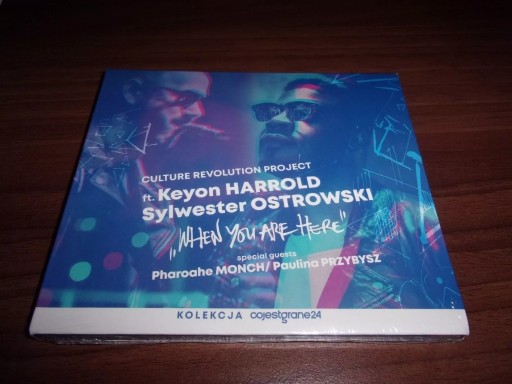 CULTURE REVOLUTION PROJECT
ft. Keyon HARROLD
Sylwester OSTROWSKI
„WHEN YOU ARE HERE"
special guests
Pharoahe MONCH/ Paulina PRZYBYSZ
KOLEKCJA cojestgrane24